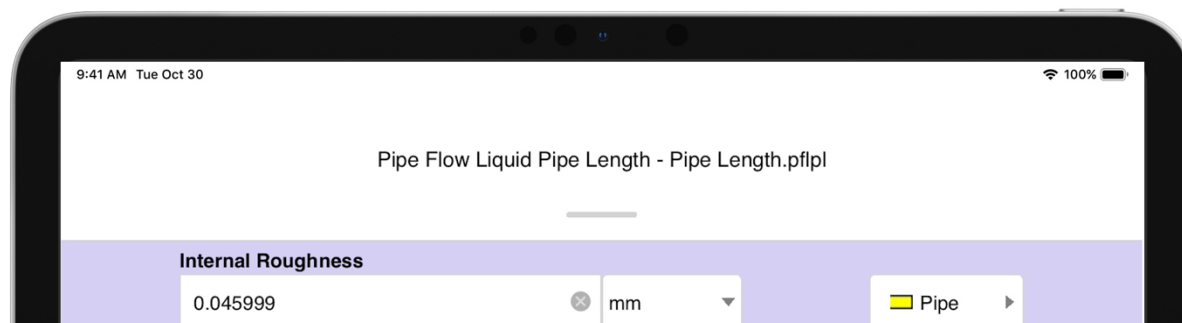 9:41 AM Tue Oct 30 100%
Pipe Flow Liquid Pipe Length - Pipe Length.pflpl
Internal Roughness
0.045999 mm Pipe